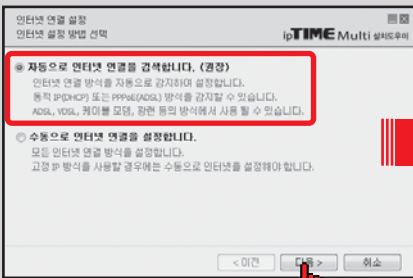 인터넷 연결 설정
인터넷 설정 방법 선택
ipTIME Multi 설치도우미
자동으로 인터넷 연결을 검색합니다. (권장)
인터넷 연결 방식을 자동으로 감지하여 설정합니다.
동적 IP(DHCP) 또는 PPPoE(ADSL) 방식을 감지할 수 있습니다.
ADSL, VDSL, 케이블 모뎀, 광랜 등의 방식에서 사용 될 수 있습니다.
수동으로 인터넷 연결을 설정합니다.
모든 인터넷 연결 방식을 설정합니다.
고정 IP 방식을 사용할 경우에는 수동으로 인터넷을 설정해야 합니다.
< 이전 다음 > 취소